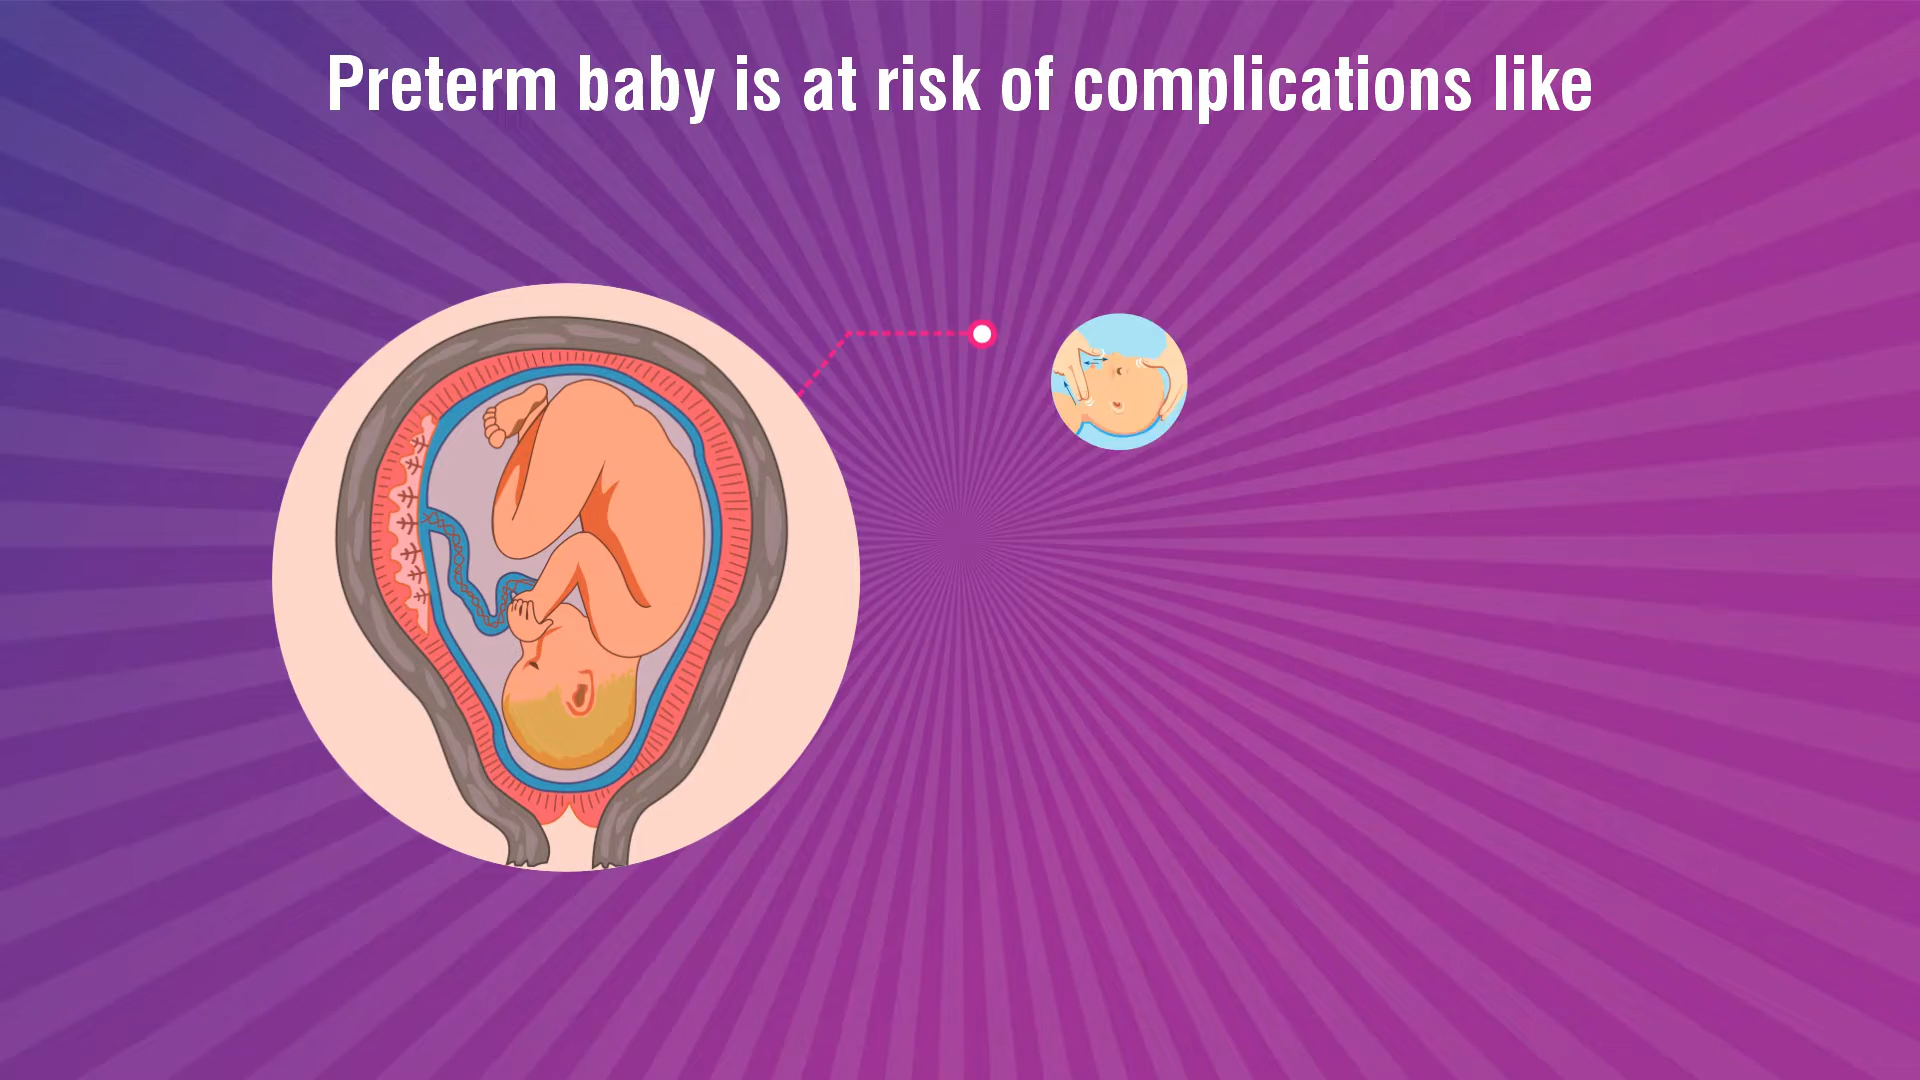 Preterm baby is at risk of complications like